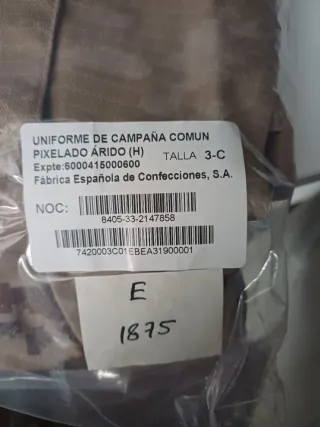 UNIFORME DE CAMPAÑA COMUN
PIXELADO ÁRIDO (H) TALLA 3-C
Expte:6000415000600
Fábrica Española de Confecciones, S.A.
NOC:
8405-33-2147858
7420003C01EBEA31900001
E
1875